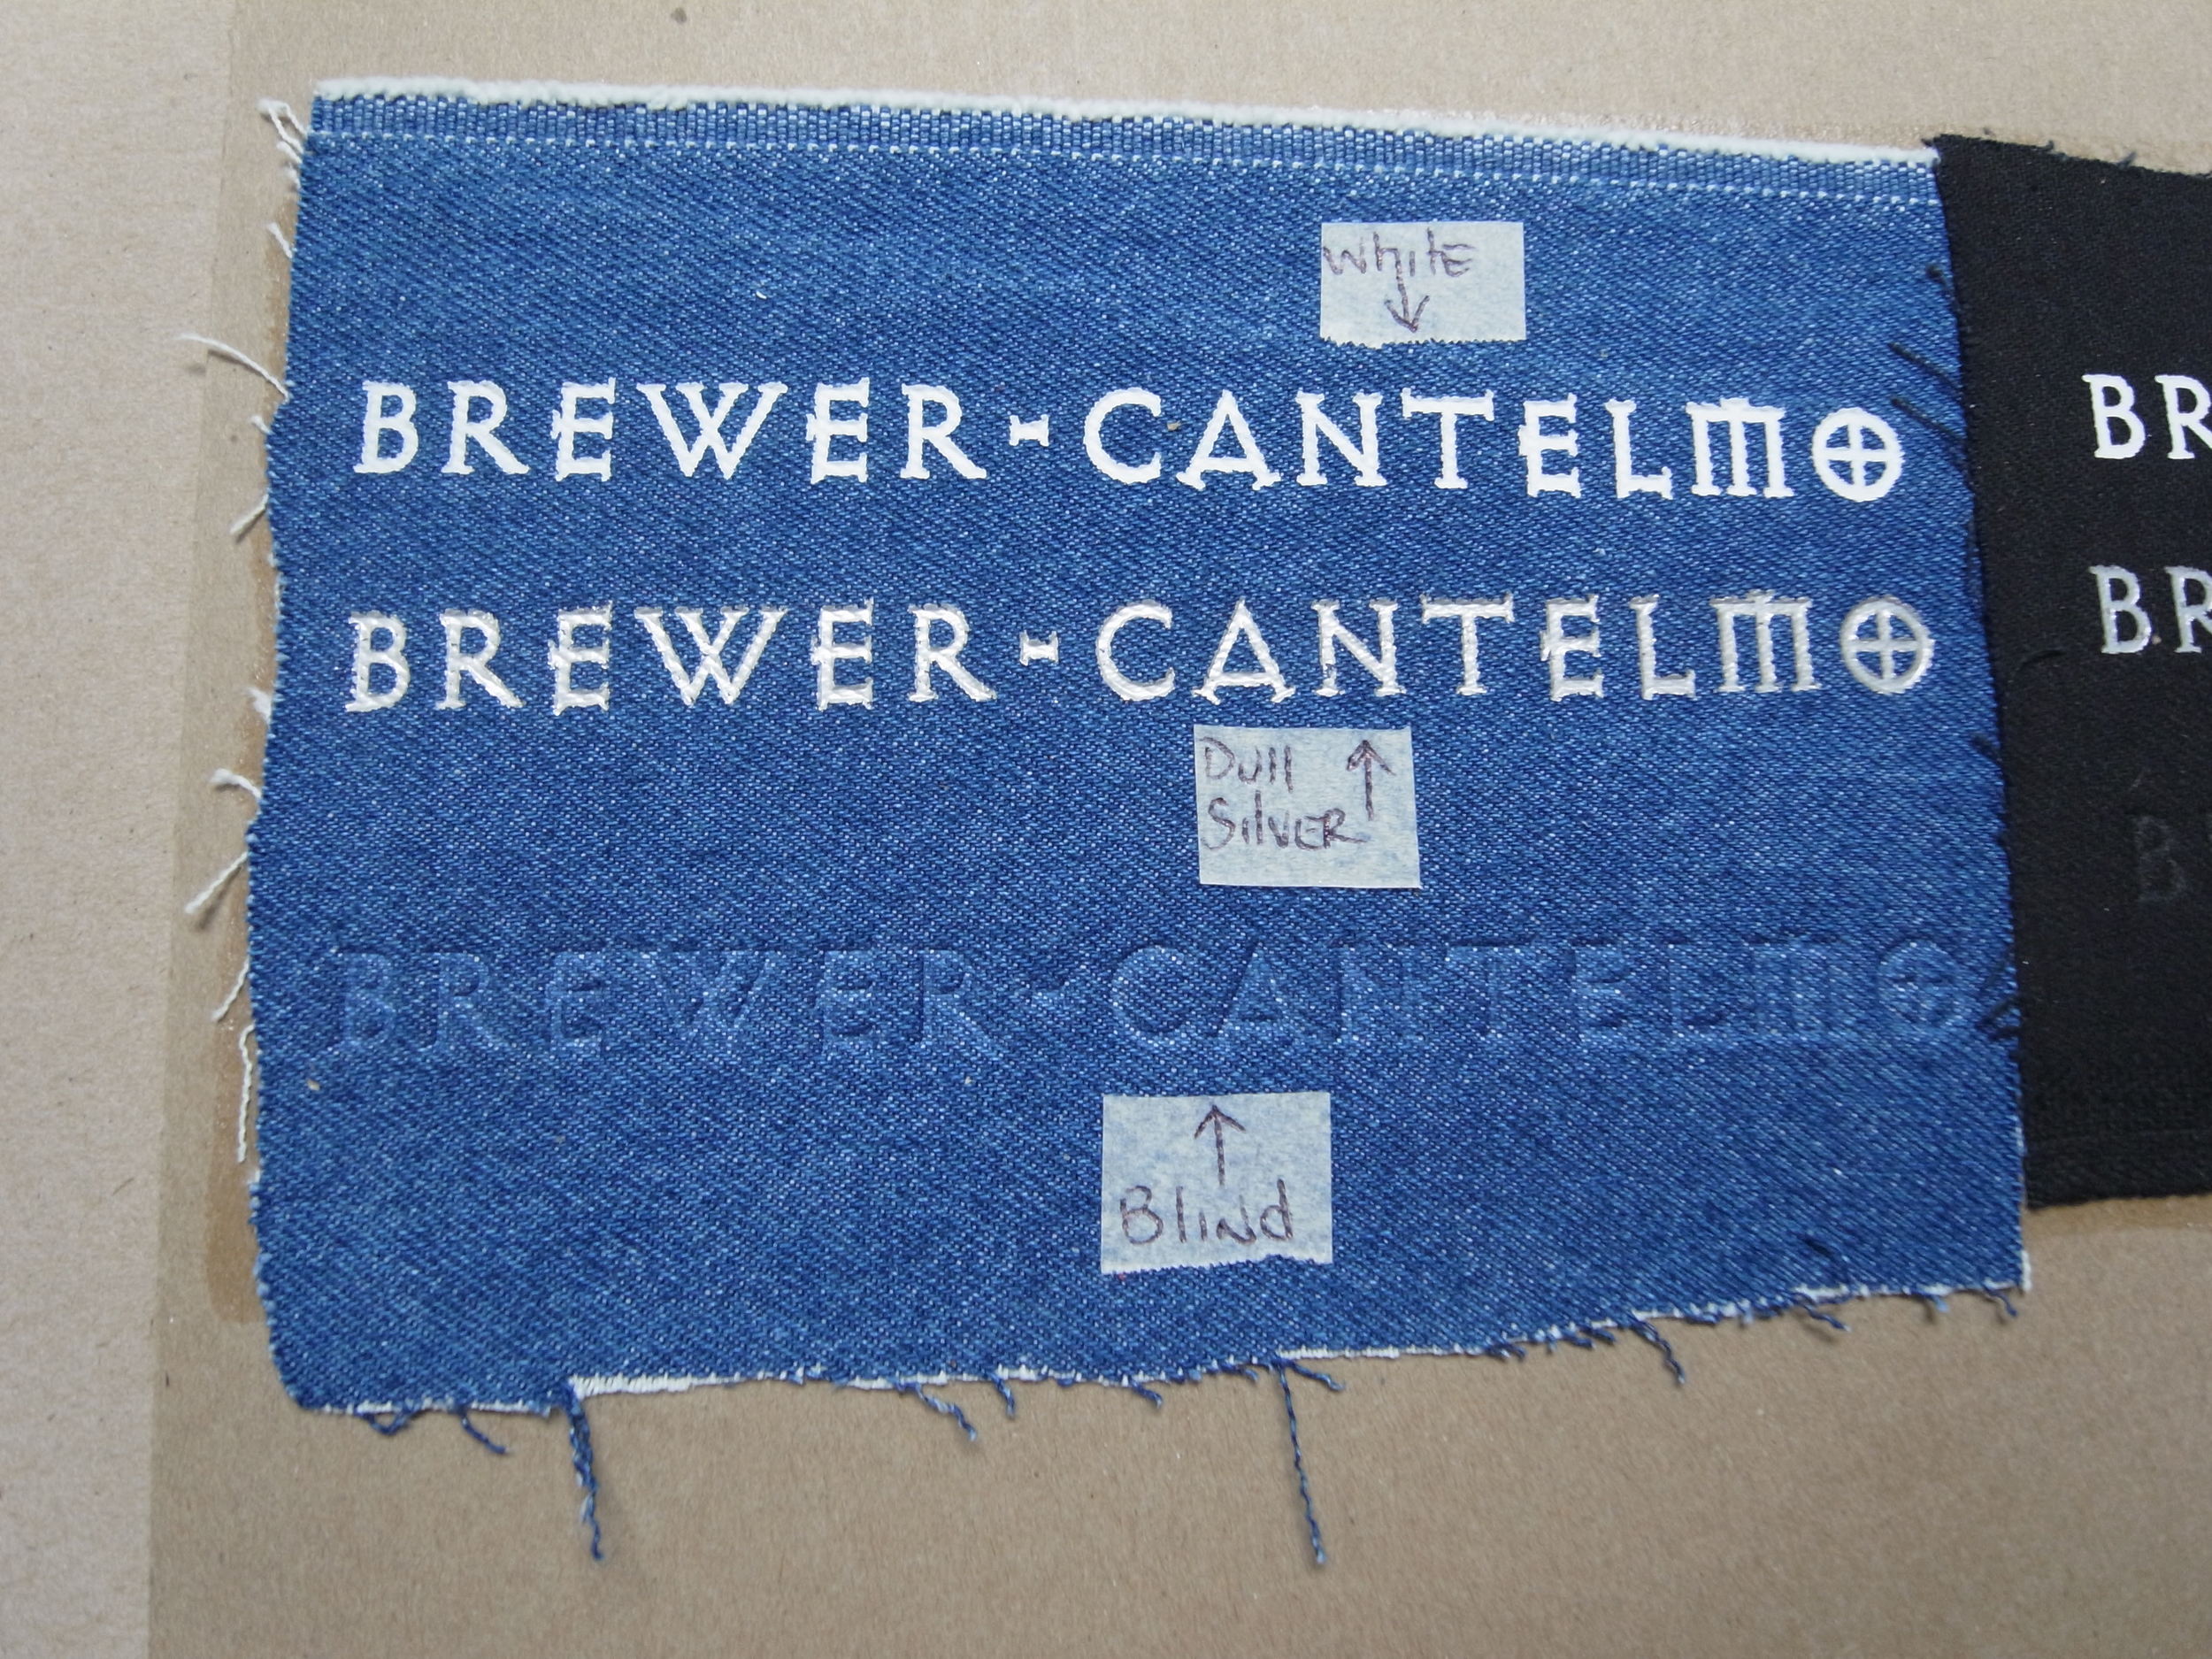 White
BREWER-CANTELMO
BREWER-CANTELMO
Dull
Silver
BREWER-CANTELMO
Blind
BR
BR
B